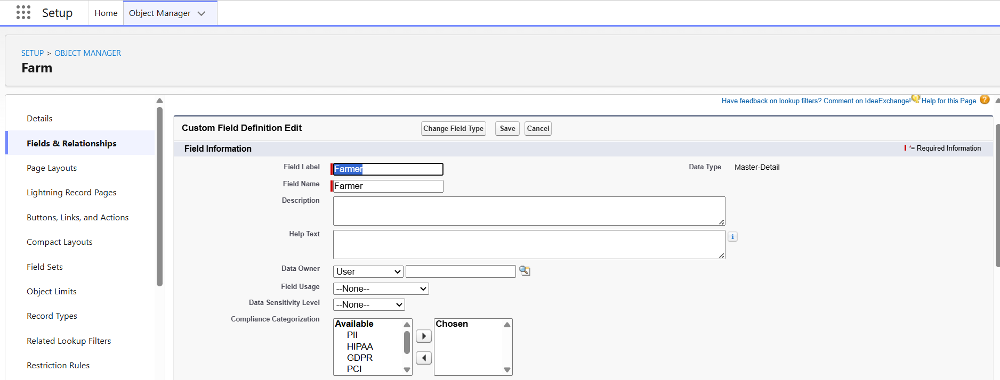 Setup
Home
Object Manager
SETUP > OBJECT MANAGER
Farm
Details
Fields & Relationships
Page Layouts
Lightning Record Pages
Buttons, Links, and Actions
Compact Layouts
Field Sets
Object Limits
Record Types
Related Lookup Filters
Restriction Rules
Have feedback on lookup filters? Comment on IdeaExchange!
Help for this Page ?
Custom Field Definition Edit
Change Field Type
Save
Cancel
Field Information
*= Required Information
Field Label Farmer
Data Type Master-Detail
Field Name Farmer
Description
Help Text
i
Data Owner User
Field Usage --None--
Data Sensitivity Level --None--
Compliance Categorization
Available
PII
HIPAA
GDPR
PCI
Chosen